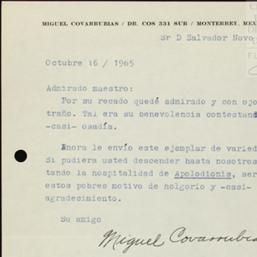 MIGUEL COVARRUBIAS / DR. COS 331 SUR / MONTERREY, MEX
Sr D Salvador Novo
Octubre 16 / 1965
Admirado maestro:
Por su recado quedé admirado y con ejo
traño. Tal era su benevolencia contestand
-casi- osadía.
Ahora le envío este ejemplar de varied
Si pudiera usted descender hasta nosotros
tando la hospitalidad de Apolodionis, ser
estos pobres motivo de holgorio y -casi-
agradecimiento.
Su amigo
Miguel Covarrubia